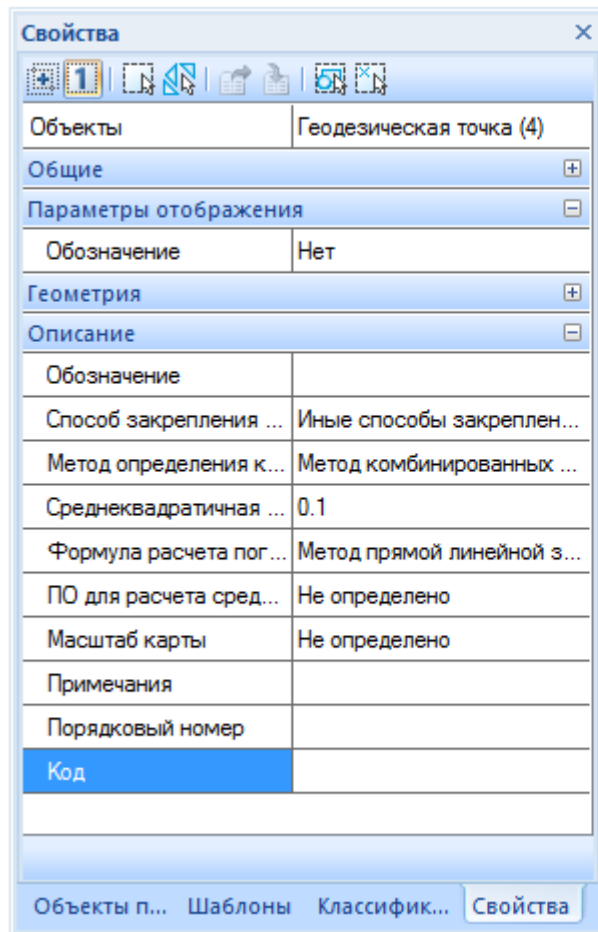 Свойства
1
Объекты Геодезическая точка (4)
Общие
Параметры отображения
Обозначение Нет
Геометрия
Описание
Обозначение
Способ закрепления ... Иные способы закреплен...
Метод определения к... Метод комбинированных ...
Среднеквадратичная ... 0.1
Формула расчета пог... Метод прямой линейной з...
ПО для расчета сред... Не определено
Масштаб карты Не определено
Примечания
Порядковый номер
Код
Объекты п... Шаблоны Классифик... Свойства